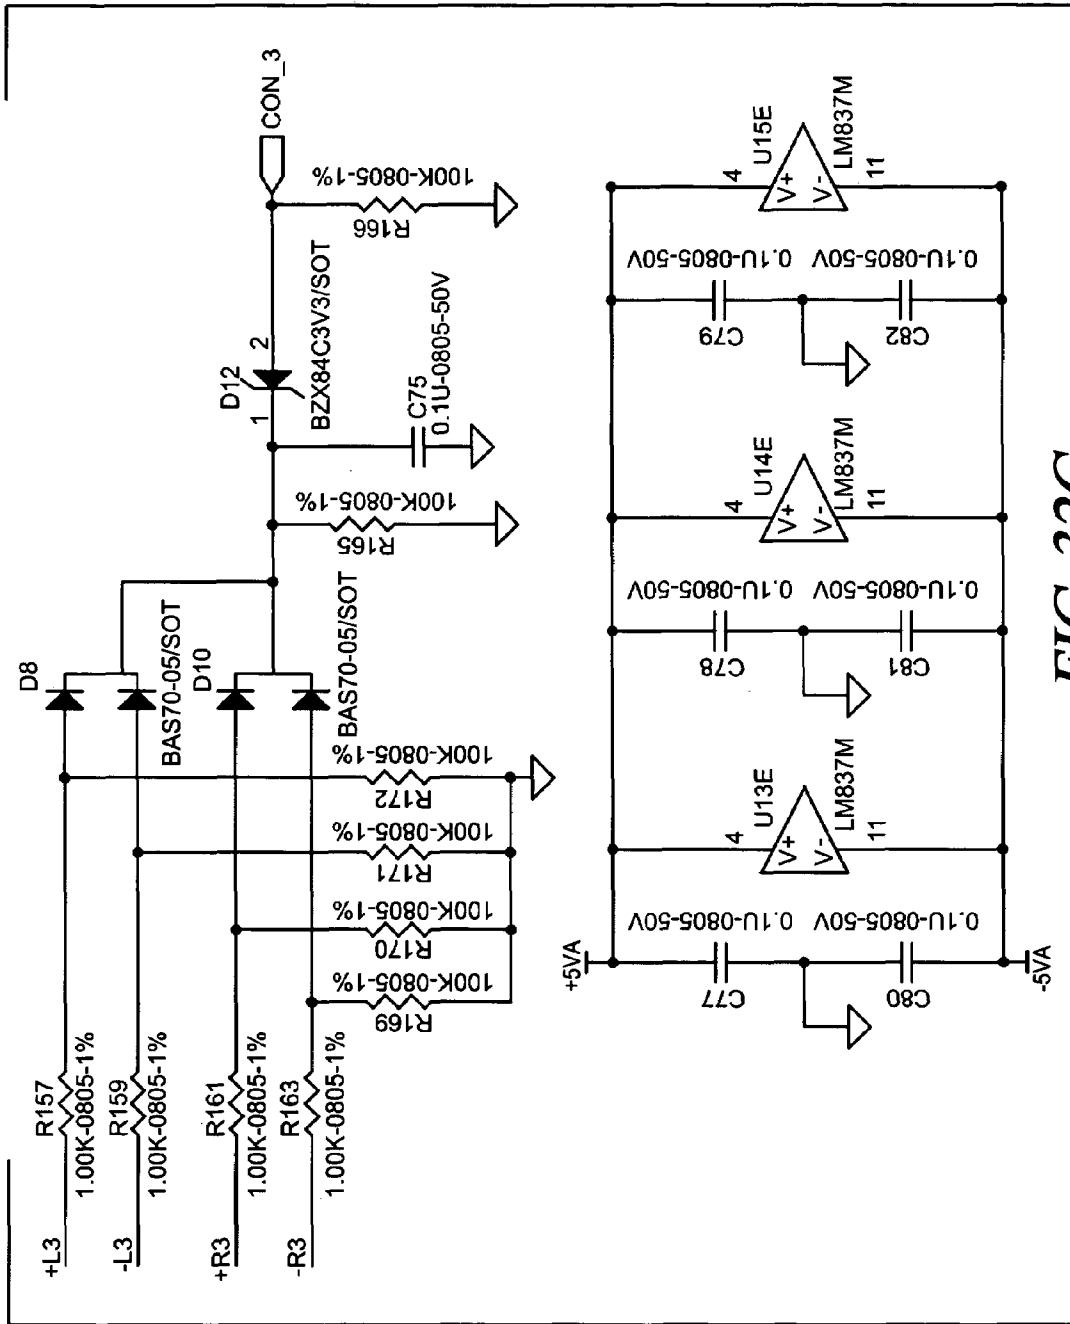 +L3
R157
1.00K-0805-1%
-L3
R159
1.00K-0805-1%
+R3
R161
1.00K-0805-1%
-R3
R163
1.00K-0805-1%
R169
100K-0805-1%
R170
100K-0805-1%
R171
100K-0805-1%
R172
100K-0805-1%
D8
BAS70-05/SOT
D10
BAS70-05/SOT
R165
100K-0805-1%
C75
0.1U-0805-50V
D12
1
2
BZX84C3V3/SOT
R166
100K-0805-1%
CON_3
+5VA
-5VA
C77
0.1U-0805-50V
C80
0.1U-0805-50V
U13E
4
V+
V-
11
LM837M
C78
0.1U-0805-50V
C81
0.1U-0805-50V
U14E
4
V+
V-
11
LM837M
C79
0.1U-0805-50V
C82
0.1U-0805-50V
U15E
4
V+
V-
11
LM837M